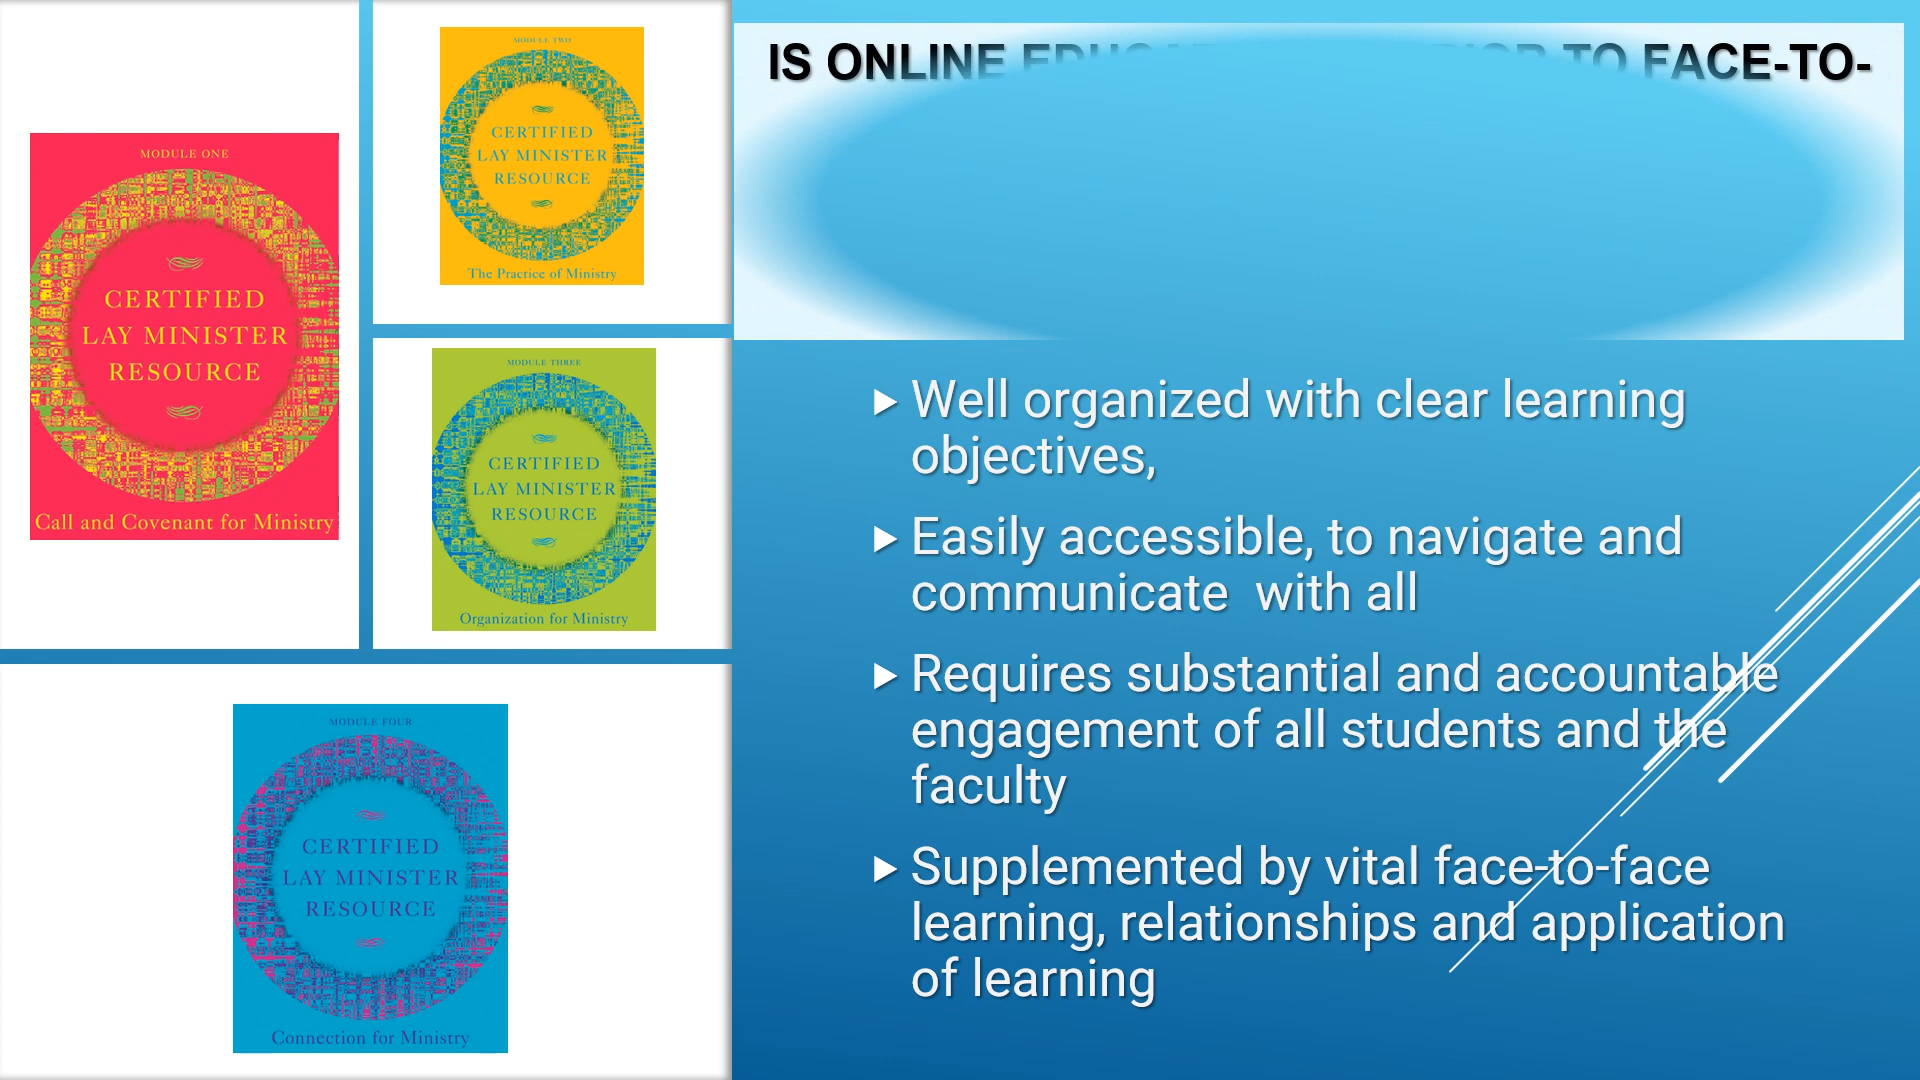 MODULE ONE
CERTIFIED
LAY MINISTER
RESOURCE
Call and Covenant for Ministry
MODULE TWO
CERTIFIED
LAY MINISTER
RESOURCE
The Practice of Ministry
MODULE THREE
CERTIFIED
LAY MINISTER
RESOURCE
Organization for Ministry
MODULE FOUR
CERTIFIED
LAY MINISTER
RESOURCE
Connection for Ministry
IS ONLINE TO FACE-TO-
Well organized with clear learning
objectives,
Easily accessible, to navigate and
communicate with all
Requires substantial and accountable
engagement of all students and the
faculty
Supplemented by vital face-to-face
learning, relationships and application
of learning